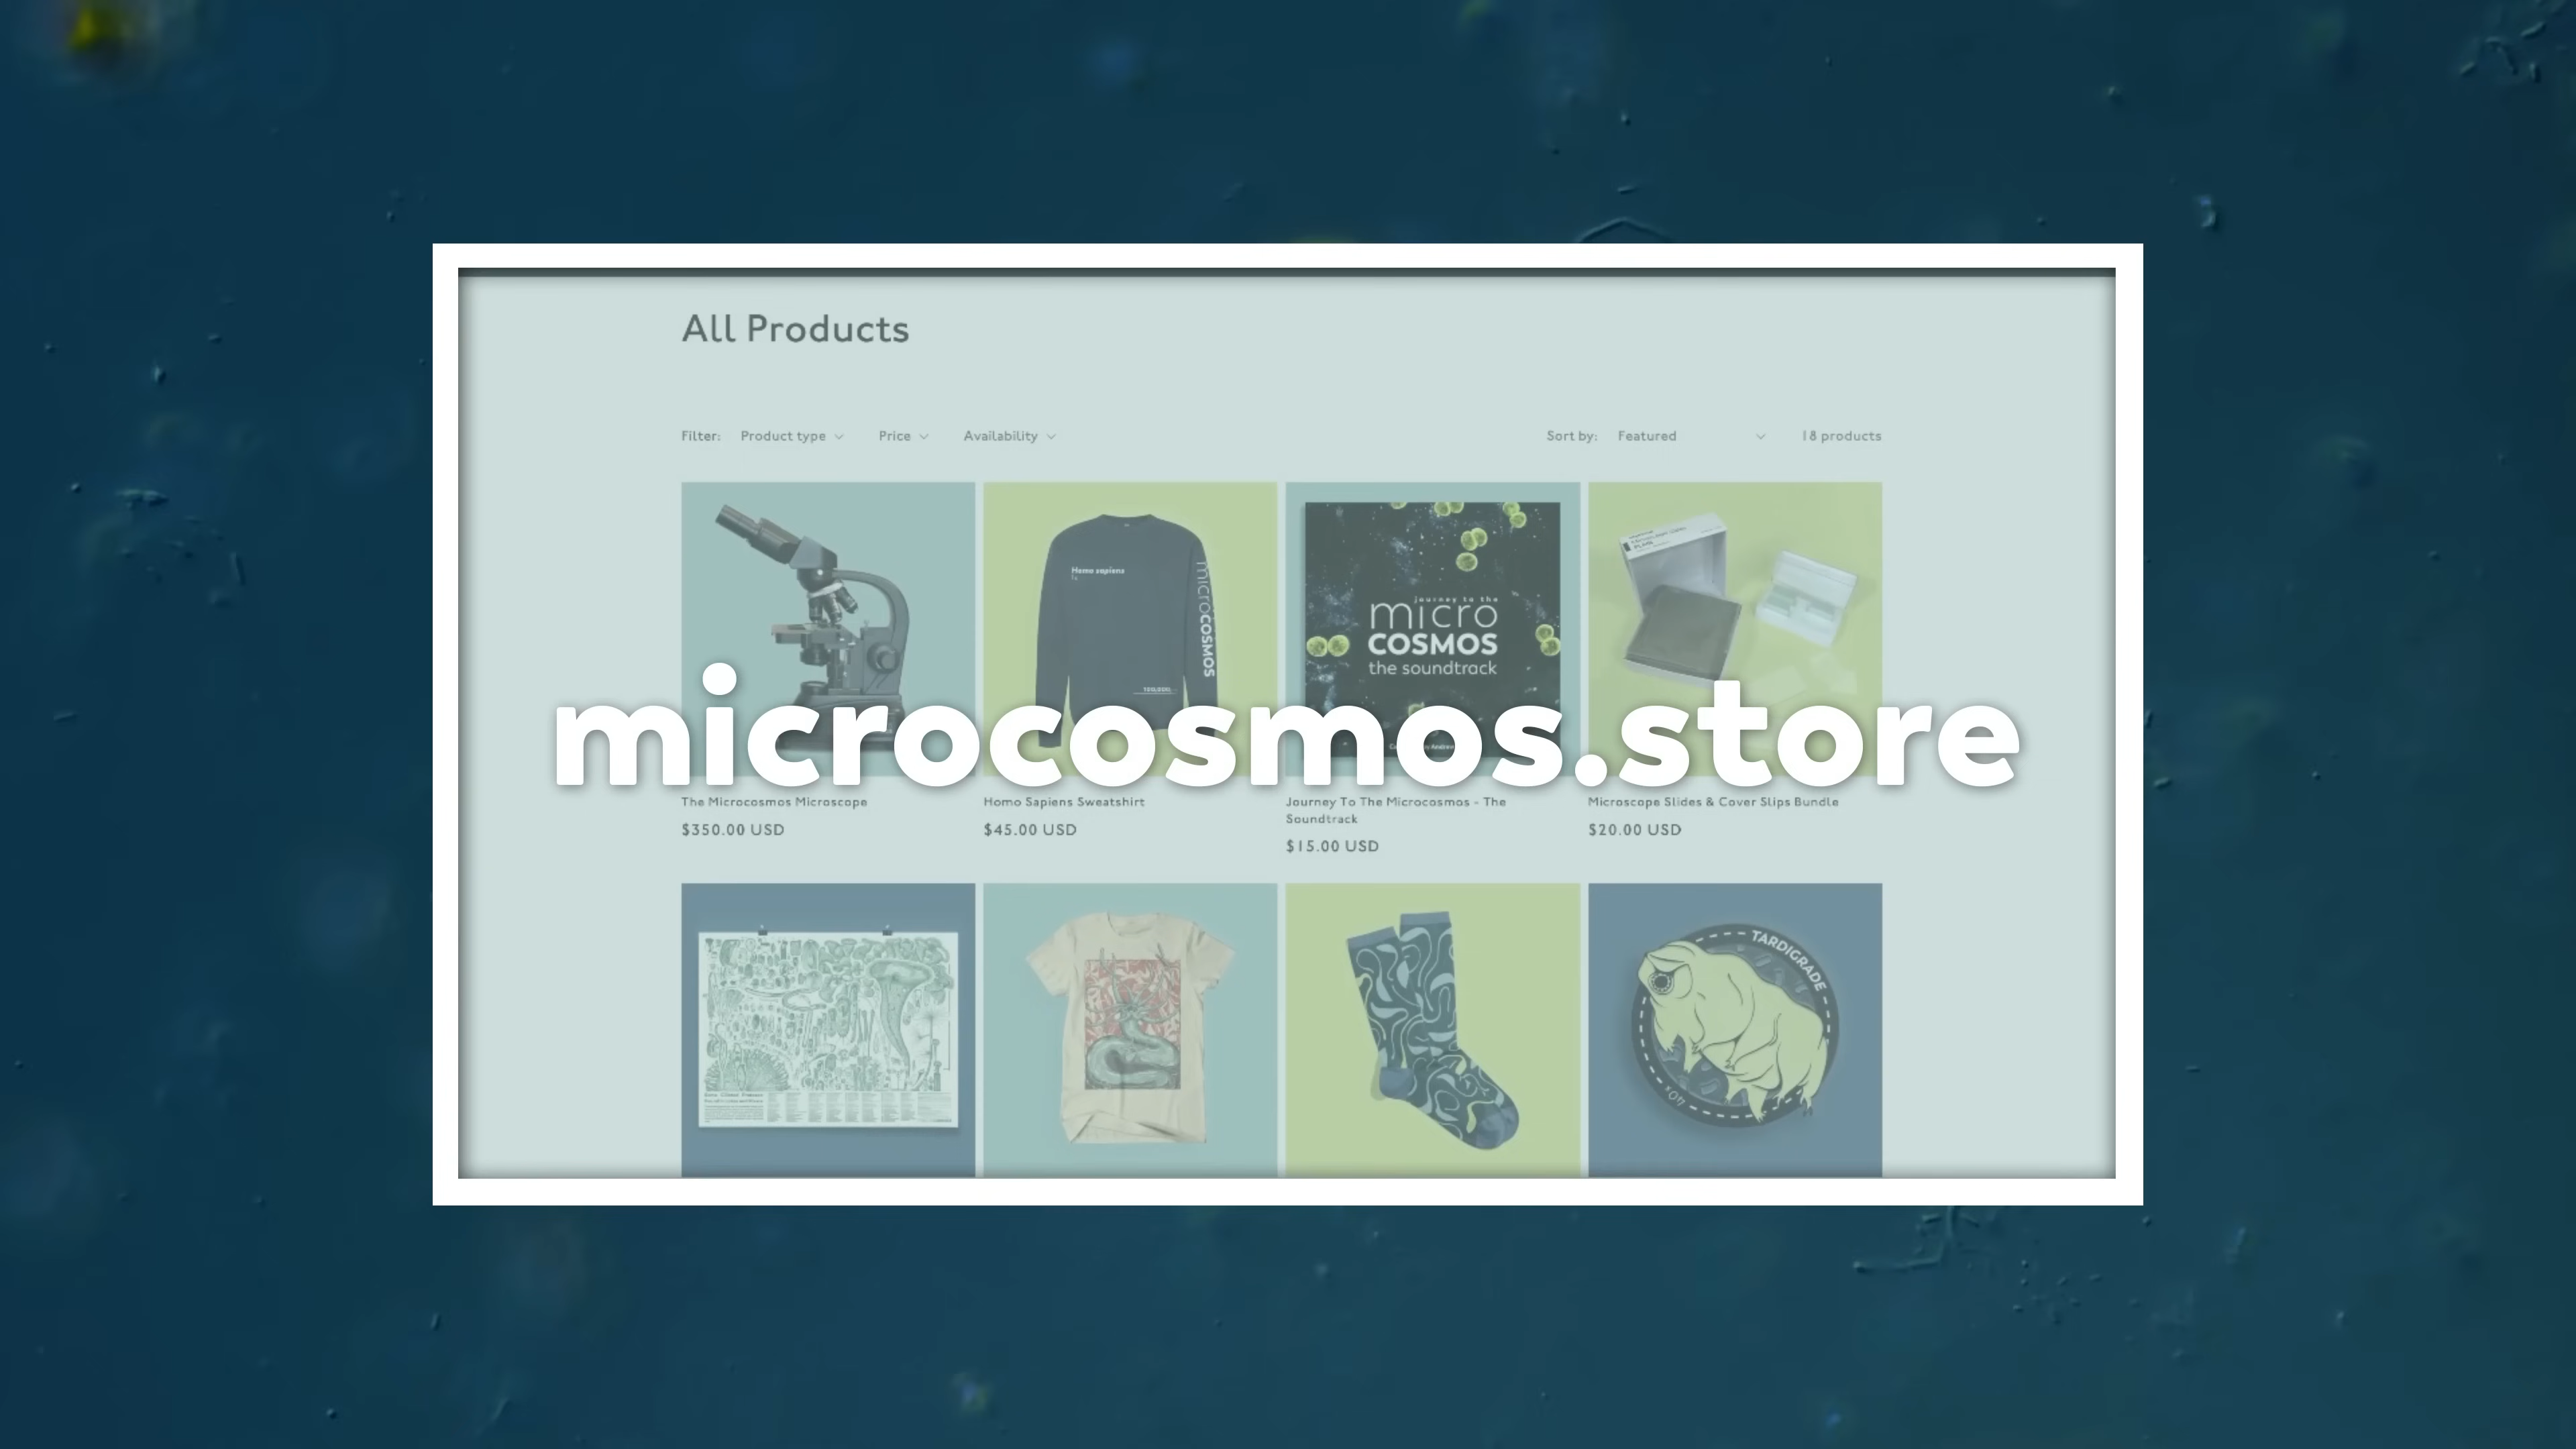 All Products
Filter: Product type Price Availability
Sort by: Featured 18 products
Homo sapiens
microcosmos
journey to the
micro
COSMOS
the soundtrack
microcosmos.store
The Microcosmos Microscope
$350.00 USD
Homo Sapiens Sweatshirt
$45.00 USD
Journey To The Microcosmos - The
Soundtrack
$15.00 USD
Microscope Slides & Cover Slips Bundle
$20.00 USD
TARDIGRADE